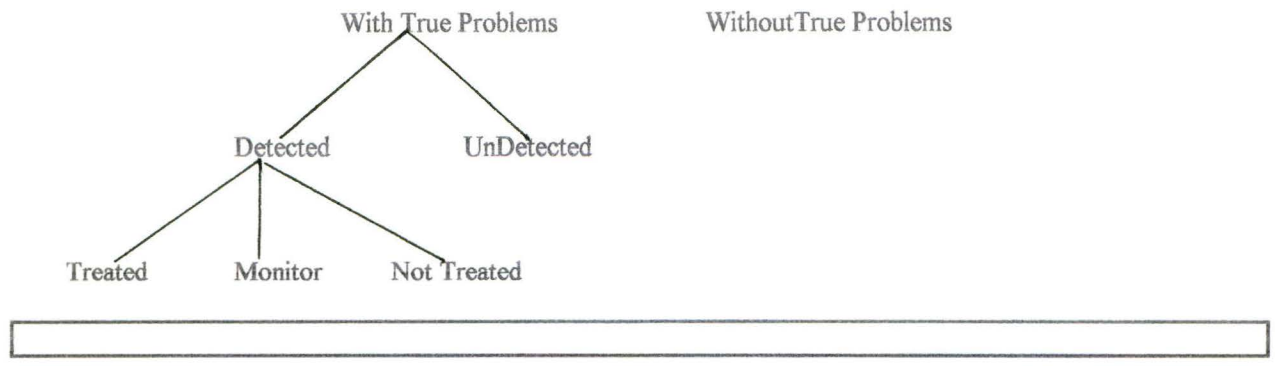 With True Problems WithoutTrue Problems
Detected UnDetected
Treated Monitor Not Treated